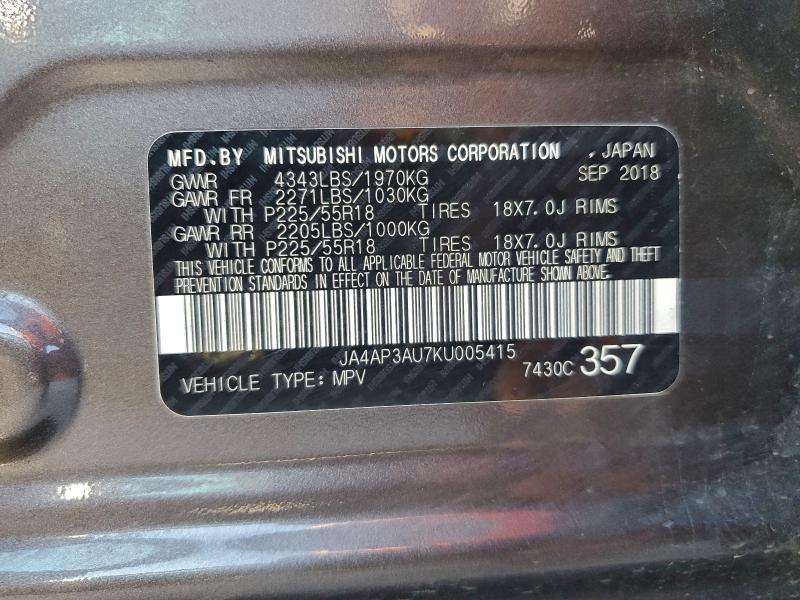 MFD.BY MITSUBISHI MOTORS CORPORATION , JAPAN
GVWR 4343LBS/1970KG SEP 2018
GAWR FR 2271LBS/1030KG
WITH P225/55R18 TIRES 18X7.0J RIMS
GAWR RR 2205LBS/1000KG
WITH P225/55R18 TIRES 18X7.0J RIMS
THIS VEHICLE CONFORMS TO ALL APPLICABLE FEDERAL MOTOR VEHICLE SAFETY AND THEFT
PREVENTION STANDARDS IN EFFECT ON THE DATE OF MANUFACTURE SHOWN ABOVE.
JA4AP3AU7KU005415
VEHICLE TYPE: MPV 7430C 357